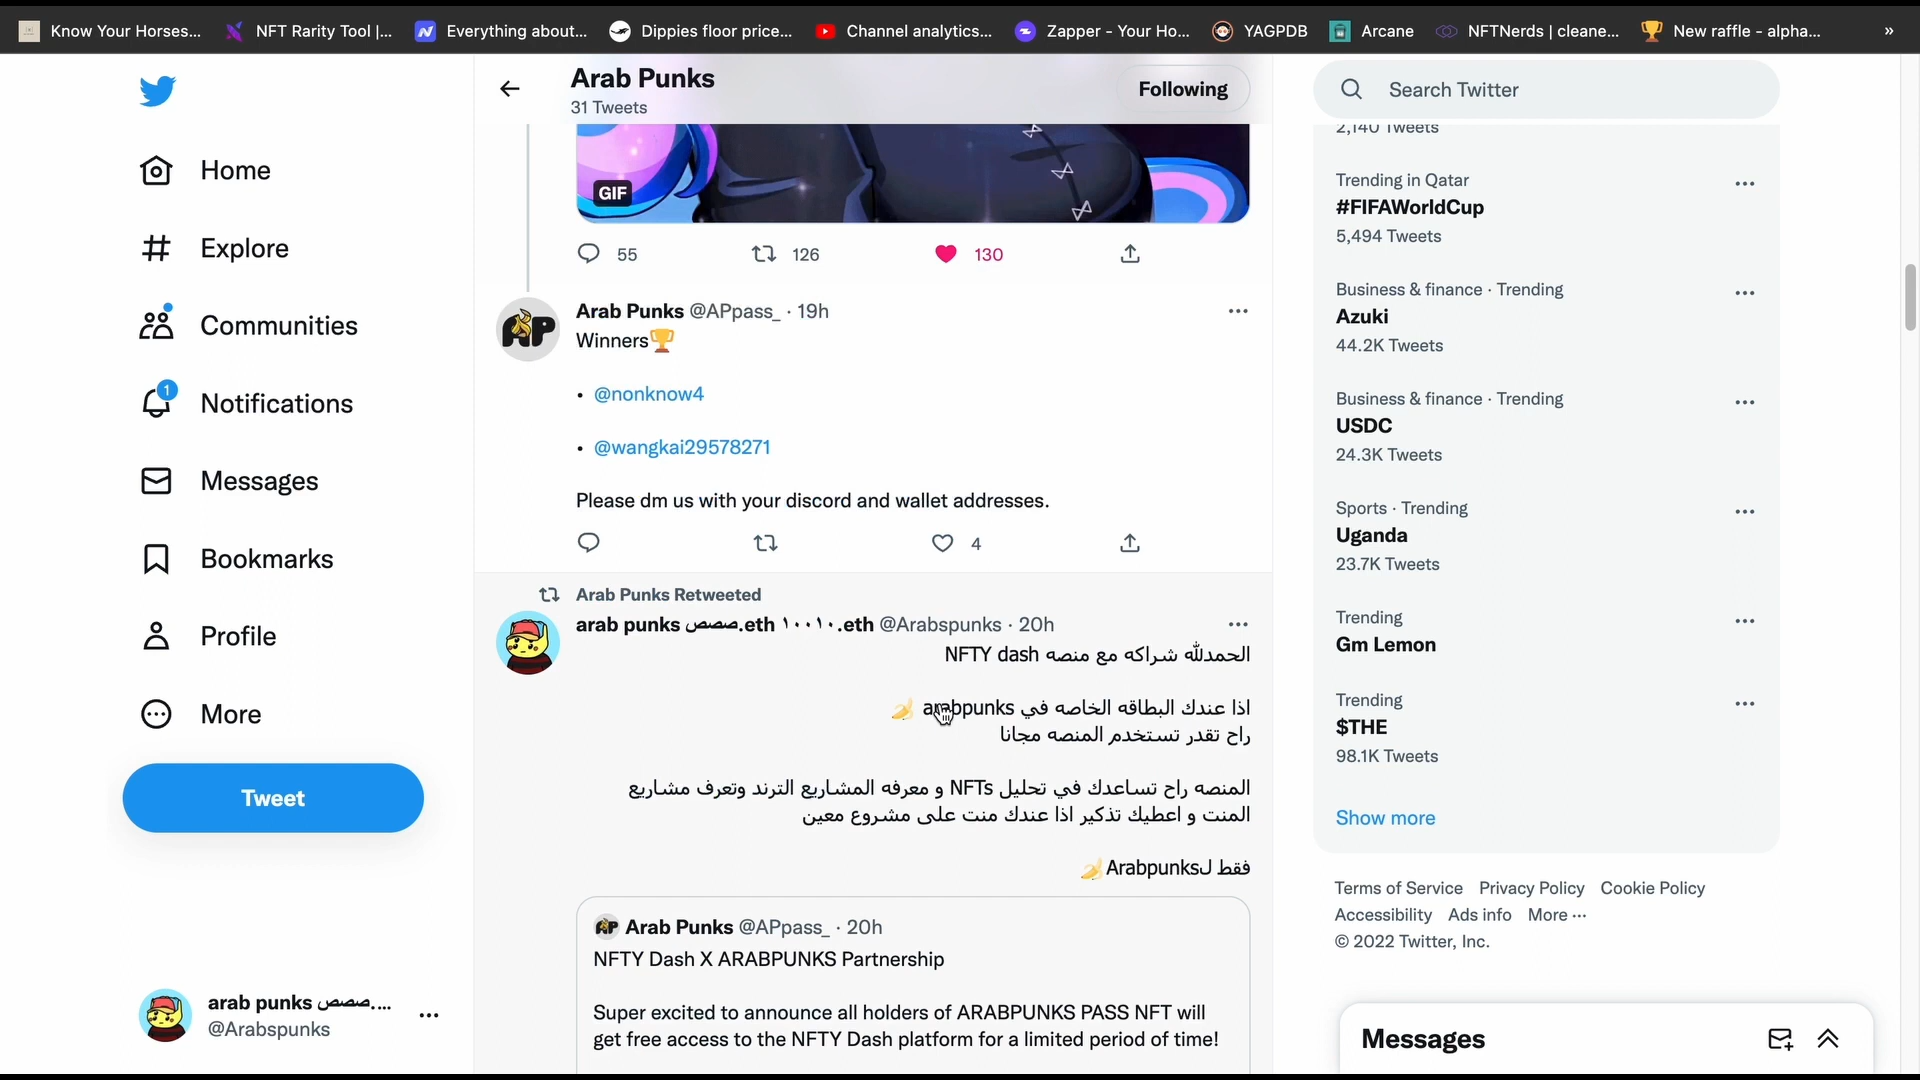 Know Your Horses...
NFT Rarity Tool |...
Everything about...
Dippies floor price...
Channel analytics...
Zapper - Your Ho...
YAGPDB
Arcane
NFTNerds | cleane...
New raffle - alpha...
»
Home
Explore
Communities
1
Notifications
Messages
Bookmarks
Profile
More
Tweet
arab punks صصص....
@Arabspunks
Arab Punks
31 Tweets
Following
GIF
55
126
130
Arab Punks @APpass_ · 19h
Winners🏆
• @nonknow4
• @wangkai29578271
Please dm us with your discord and wallet addresses.
4
Arab Punks Retweeted
arab punks صصص.eth ١٠٠١٠.eth @Arabspunks · 20h
الحمدلله شراكه مع منصه NFTY dash
اذا عندك البطاقه الخاصه في arabpunks 🍌
راح تقدر تستخدم المنصه مجانا
المنصه راح تساعدك في تحليل NFTs و معرفه المشاريع الترند وتعرف مشاريع
المنت و اعطيك تذكير اذا عندك منت على مشروع معين
فقط لArabpunks🍌
AP Arab Punks @APpass_ · 20h
NFTY Dash X ARABPUNKS Partnership
Super excited to announce all holders of ARABPUNKS PASS NFT will
get free access to the NFTY Dash platform for a limited period of time!
Search Twitter
2,140 Tweets
Trending in Qatar
#FIFAWorldCup
5,494 Tweets
Business & finance · Trending
Azuki
44.2K Tweets
Business & finance · Trending
USDC
24.3K Tweets
Sports · Trending
Uganda
23.7K Tweets
Trending
Gm Lemon
Trending
$THE
98.1K Tweets
Show more
Terms of Service Privacy Policy Cookie Policy
Accessibility Ads info More ···
© 2022 Twitter, Inc.
Messages